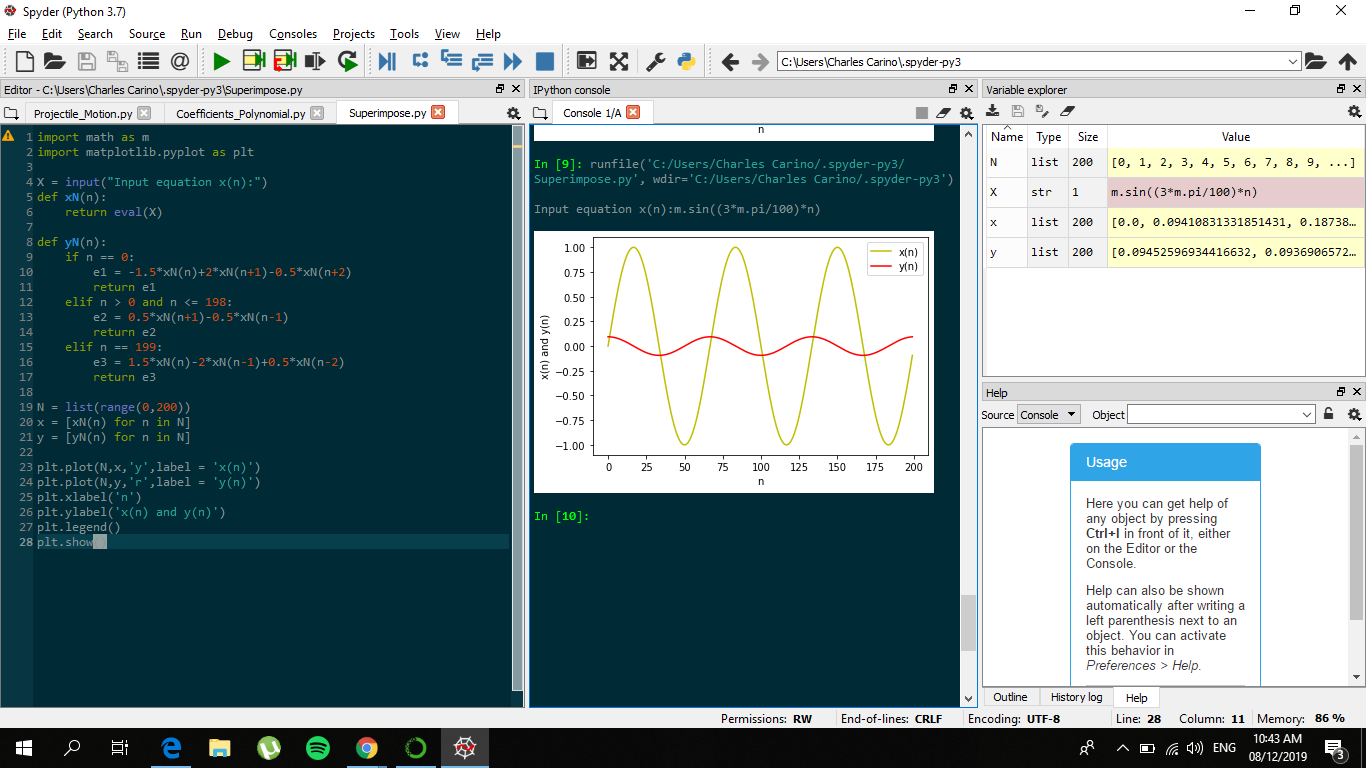 Spyder (Python 3.7)
File Edit Search Source Run Debug Consoles Projects Tools View Help
C:\Users\Charles Carino\.spyder-py3
Editor - C:\Users\Charles Carino\.spyder-py3\Superimpose.py
Projectile_Motion.py Coefficients_Polynomial.py Superimpose.py
1 import math as m
2 import matplotlib.pyplot as plt
3
4 X = input("Input equation x(n):")
5 def xN(n):
6     return eval(X)
7
8 def yN(n):
9     if n == 0:
10         e1 = -1.5*xN(n)+2*xN(n+1)-0.5*xN(n+2)
11         return e1
12     elif n > 0 and n <= 198:
13         e2 = 0.5*xN(n+1)-0.5*xN(n-1)
14         return e2
15     elif n == 199:
16         e3 = 1.5*xN(n)-2*xN(n-1)+0.5*xN(n-2)
17         return e3
18
19 N = list(range(0,200))
20 x = [xN(n) for n in N]
21 y = [yN(n) for n in N]
22
23 plt.plot(N,x,'y',label = 'x(n)')
24 plt.plot(N,y,'r',label = 'y(n)')
25 plt.xlabel('n')
26 plt.ylabel('x(n) and y(n)')
27 plt.legend()
28 plt.show
IPython console
Console 1/A
n
In [9]: runfile('C:/Users/Charles Carino/.spyder-py3/
Superimpose.py', wdir='C:/Users/Charles Carino/.spyder-py3')
Input equation x(n):m.sin((3*m.pi/100)*n)
x(n)
y(n)
x(n) and y(n)
1.00
0.75
0.50
0.25
0.00
−0.25
−0.50
−0.75
−1.00
0 25 50 75 100 125 150 175 200
n
In [10]:
Variable explorer
Name Type Size Value
N list 200 [0, 1, 2, 3, 4, 5, 6, 7, 8, 9, ...]
X str 1 m.sin((3*m.pi/100)*n)
x list 200 [0.0, 0.09410831331851431, 0.18738…
y list 200 [0.09452596934416632, 0.0936906572…
Help
Source Console Object
Usage
Here you can get help of
any object by pressing
Ctrl+I in front of it, either
on the Editor or the
Console.
Help can also be shown
automatically after writing a
left parenthesis next to an
object. You can activate
this behavior in
Preferences > Help.
Outline History log Help
Permissions: RW End-of-lines: CRLF Encoding: UTF-8 Line: 28 Column: 11 Memory: 86 %
ENG
10:43 AM
08/12/2019
3